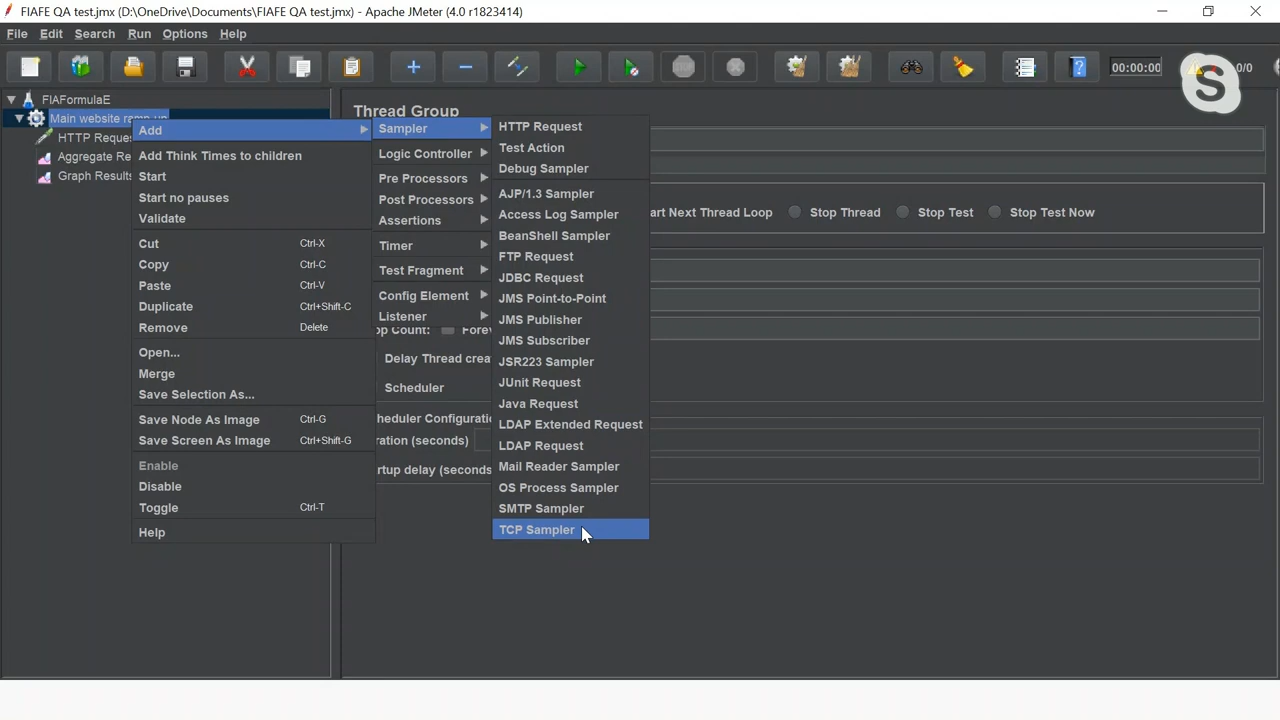 FIAFE QA test.jmx (D:\OneDrive\Documents\FIAFE QA test.jmx) - Apache JMeter (4.0 r1823414)
File Edit Search Run Options Help
00:00:00
FIAFormulaE
Main website ramp-up
HTTP Reque
Aggregate Re
Graph Results
Thread Group
art Next Thread Loop Stop Thread Stop Test Stop Test Now
op Count: Forev
Delay Thread crea
Scheduler
heduler Configurati
ration (seconds)
rtup delay (seconds
Add
Add Think Times to children
Start
Start no pauses
Validate
Cut Ctrl-X
Copy Ctrl-C
Paste Ctrl-V
Duplicate Ctrl+Shift-C
Remove Delete
Open...
Merge
Save Selection As...
Save Node As Image Ctrl-G
Save Screen As Image Ctrl+Shift-G
Enable
Disable
Toggle Ctrl-T
Help
Sampler
Logic Controller
Pre Processors
Post Processors
Assertions
Timer
Test Fragment
Config Element
Listener
HTTP Request
Test Action
Debug Sampler
AJP/1.3 Sampler
Access Log Sampler
BeanShell Sampler
FTP Request
JDBC Request
JMS Point-to-Point
JMS Publisher
JMS Subscriber
JSR223 Sampler
JUnit Request
Java Request
LDAP Extended Request
LDAP Request
Mail Reader Sampler
OS Process Sampler
SMTP Sampler
TCP Sampler